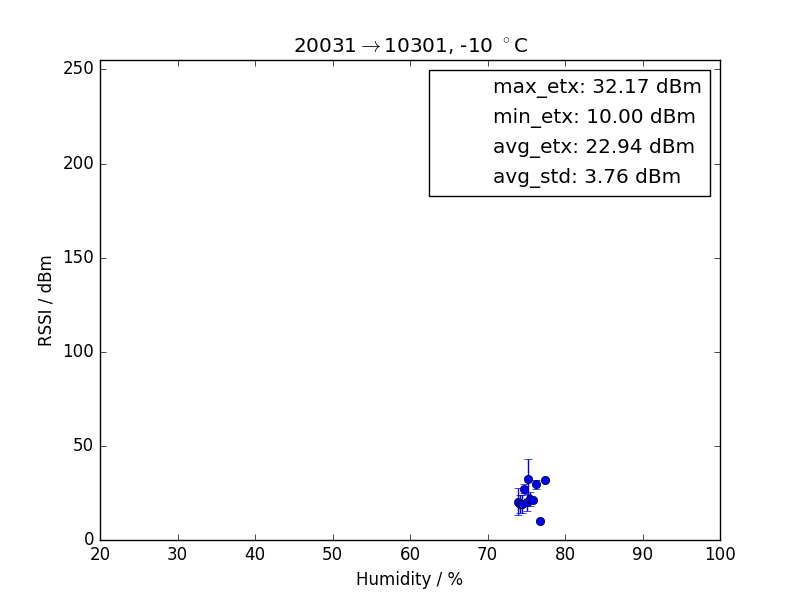 20031→10301, -10 °C
max_etx: 32.17 dBm
min_etx: 10.00 dBm
avg_etx: 22.94 dBm
avg_std: 3.76 dBm
RSSI / dBm
250
200
150
100
50
0
20 30 40 50 60 70 80 90 100
Humidity / %